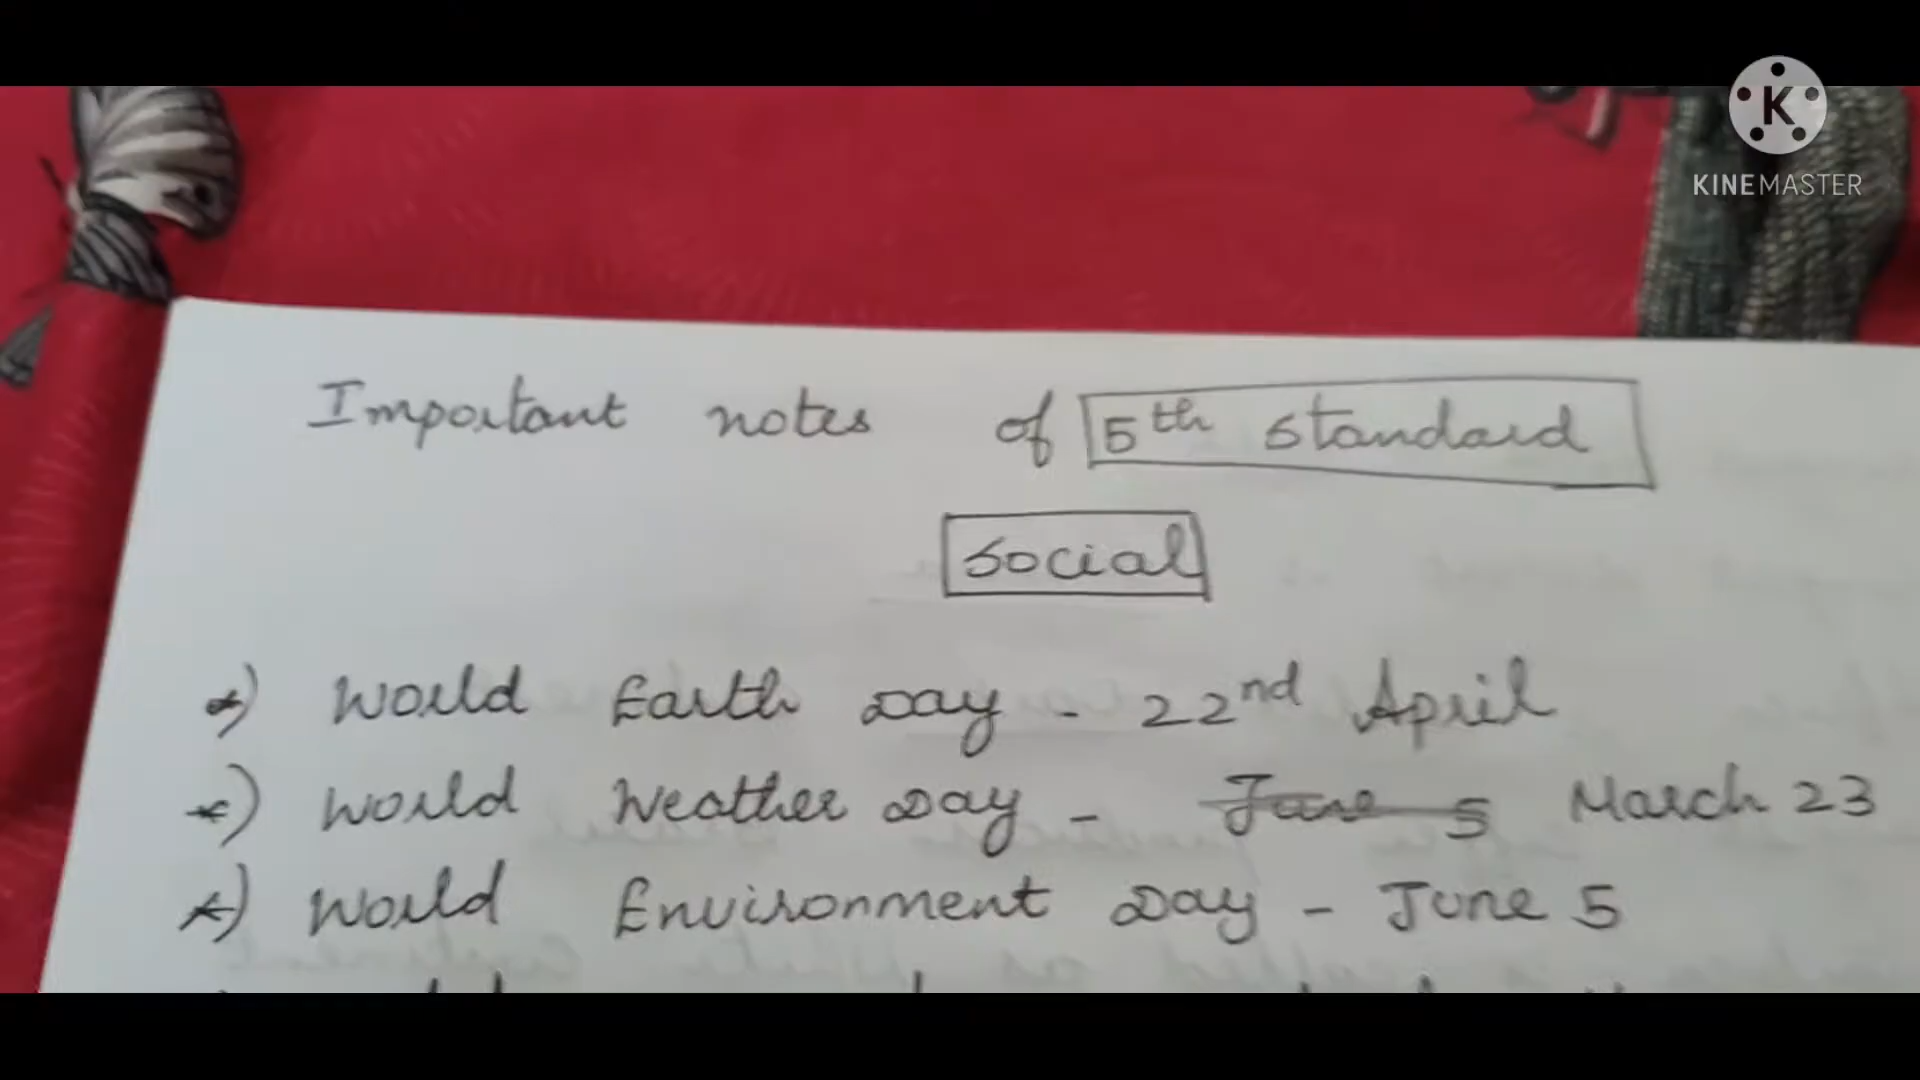 K
KINEMASTER
Important notes of 5th standard
Social
*) World Earth Day - 22nd April
*) World Weather Day - June 5 March 23
*) World Environment Day - June 5